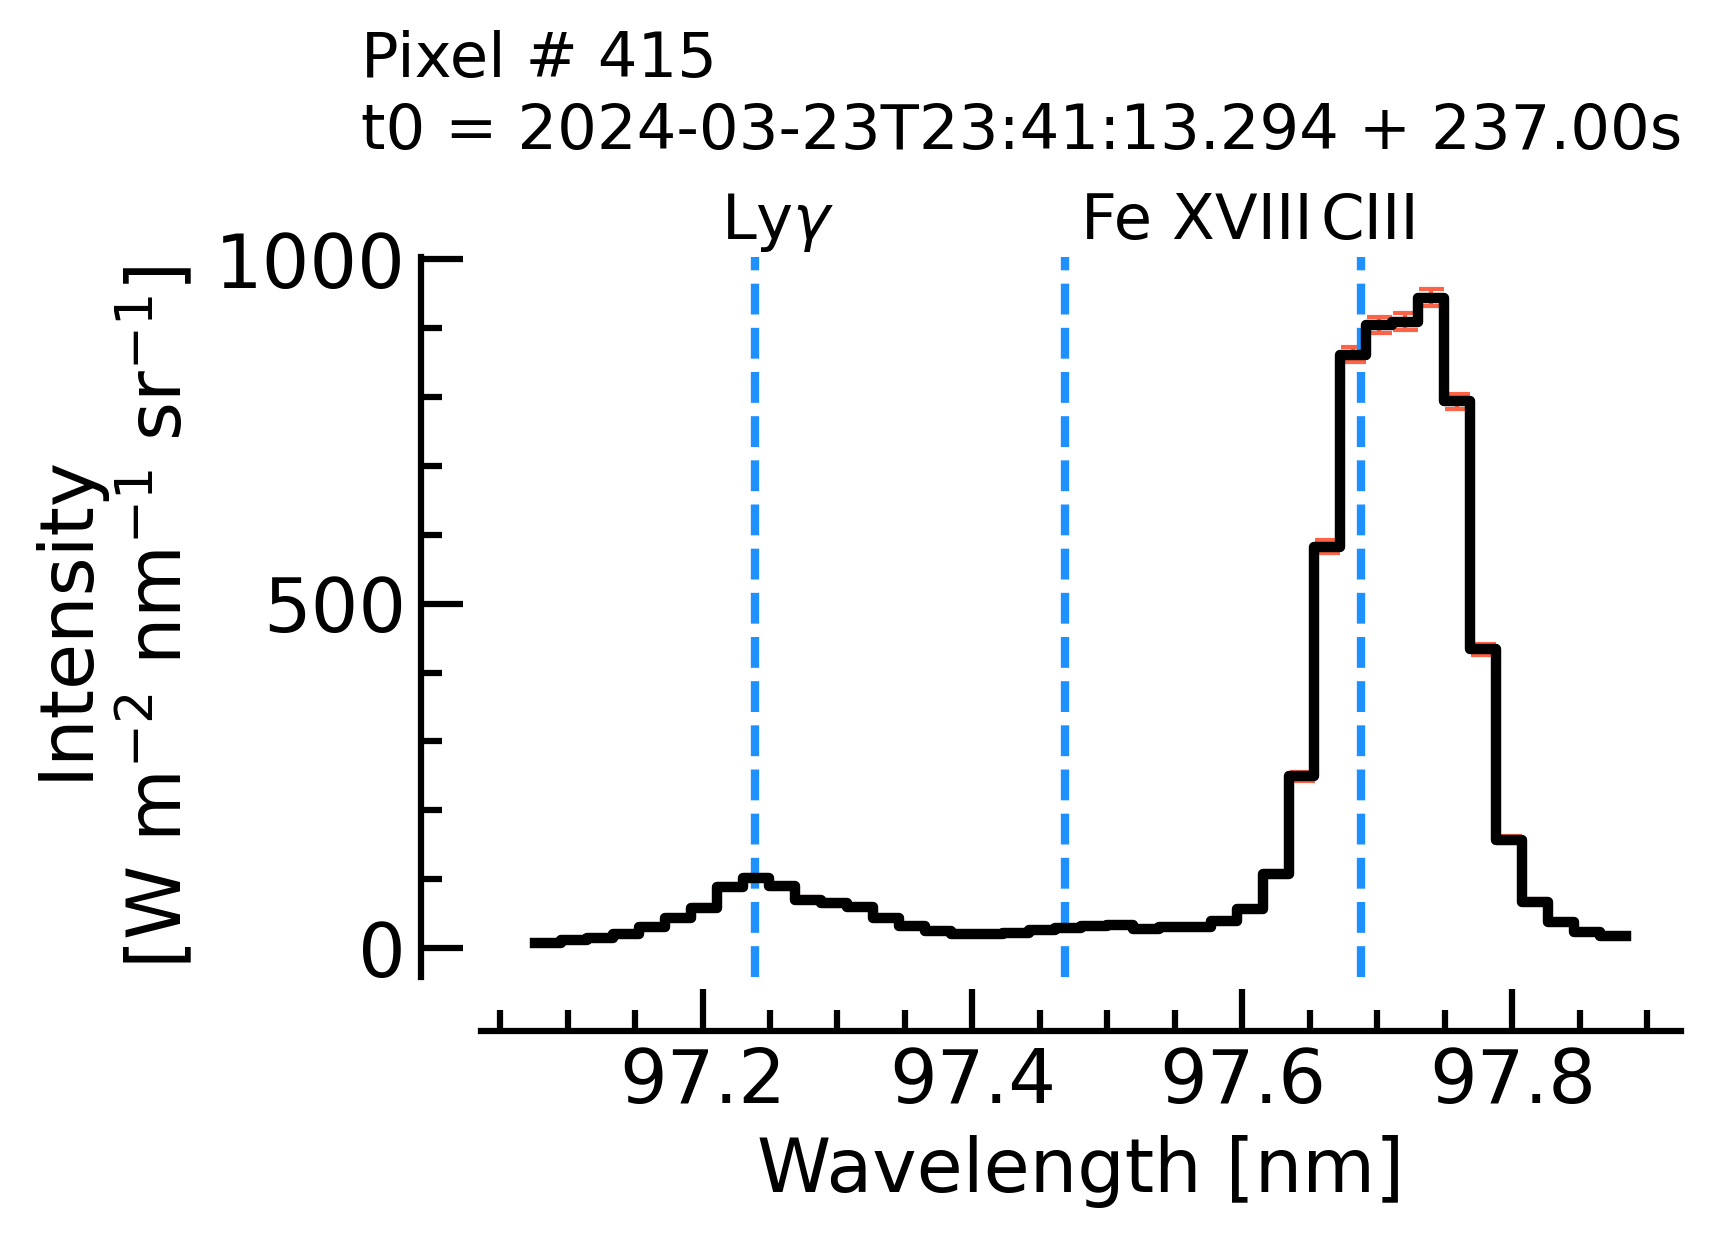 Pixel # 415
t0 = 2024-03-23T23:41:13.294 + 237.00s
Lyγ Fe XVIII CIII
1000
500
0
Intensity
[W m⁻² nm⁻¹ sr⁻¹]
97.2 97.4 97.6 97.8
Wavelength [nm]